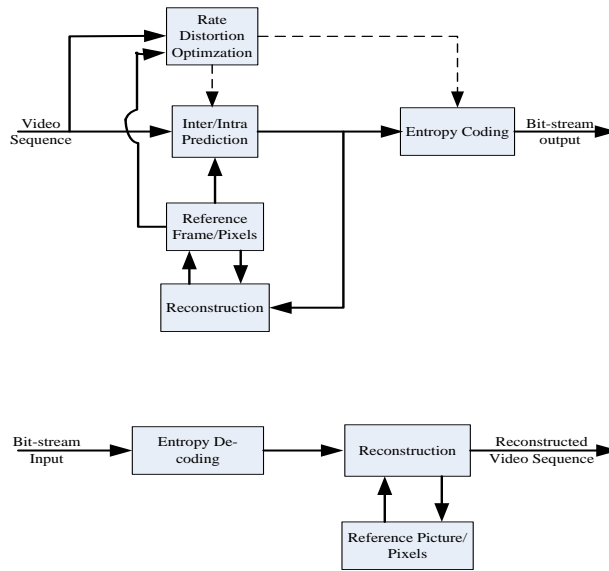 Rate
Distortion
Optimzation
Video
Sequence
Inter/Intra
Prediction
Entropy Coding
Bit-stream
output
Reference
Frame/Pixels
Reconstruction
Bit-stream
Input
Entropy De-
coding
Reconstruction
Reconstructed
Video Sequence
Reference Picture/
Pixels